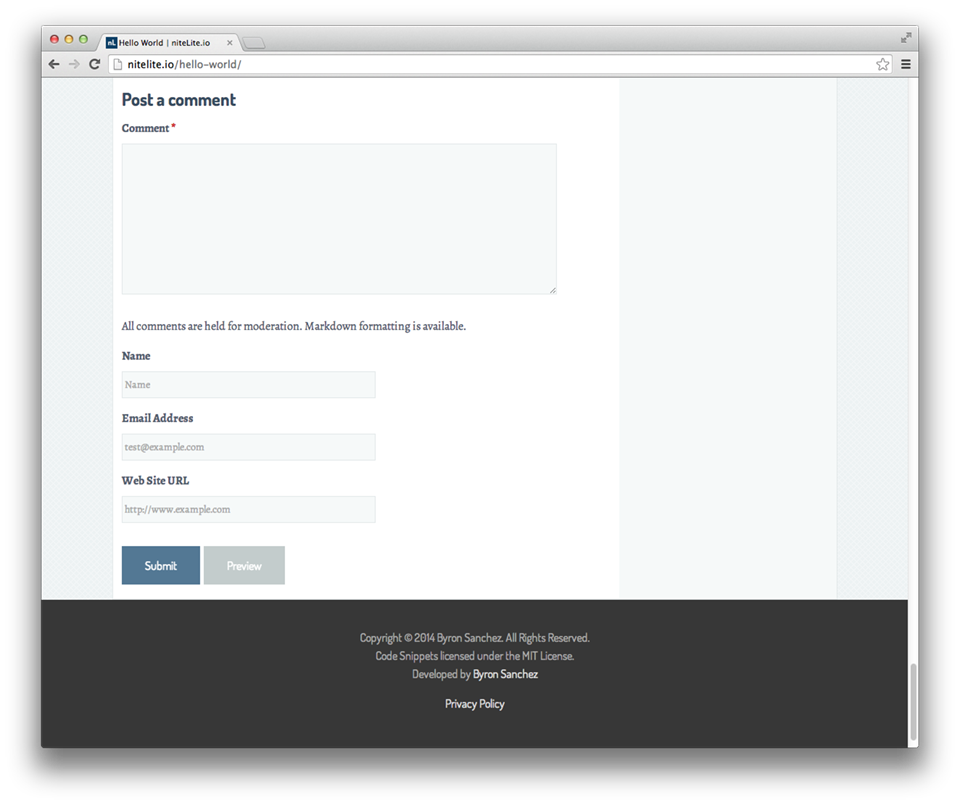 nL Hello World | niteLite.io
nitelite.io/hello-world/
Post a comment
Comment *
All comments are held for moderation. Markdown formatting is available.
Name
Name
Email Address
test@example.com
Web Site URL
http://www.example.com
Submit Preview
Copyright © 2014 Byron Sanchez. All Rights Reserved.
Code Snippets licensed under the MIT License.
Developed by Byron Sanchez
Privacy Policy